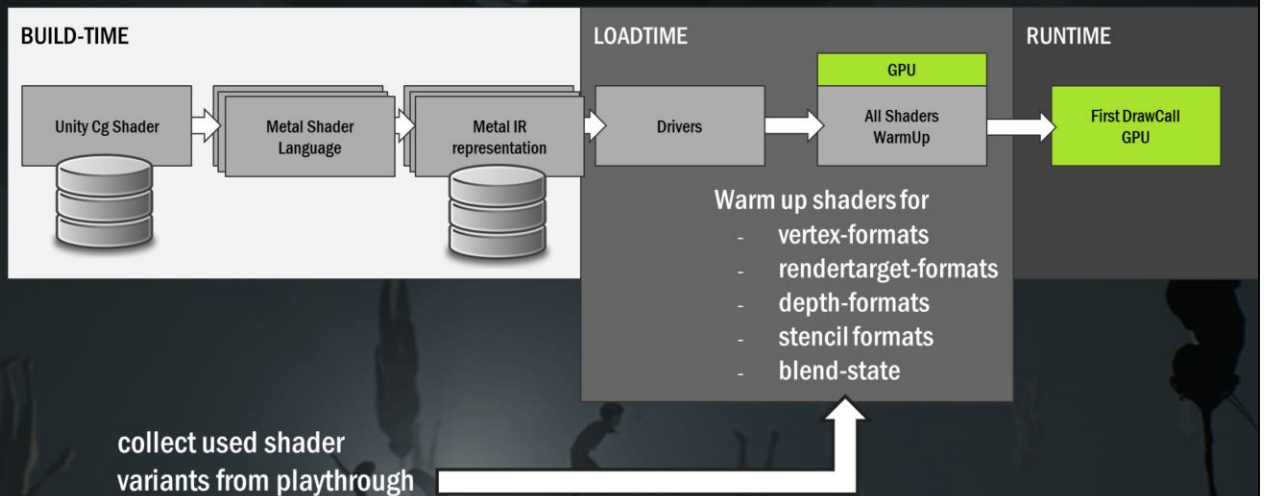 BUILD-TIME
LOADTIME
RUNTIME
Unity Cg Shader
Metal Shader
Language
Metal IR
representation
Drivers
GPU
All Shaders
WarmUp
First DrawCall
GPU
Warm up shaders for
- vertex-formats
- rendertarget-formats
- depth-formats
- stencil formats
- blend-state
collect used shader
variants from playthrough